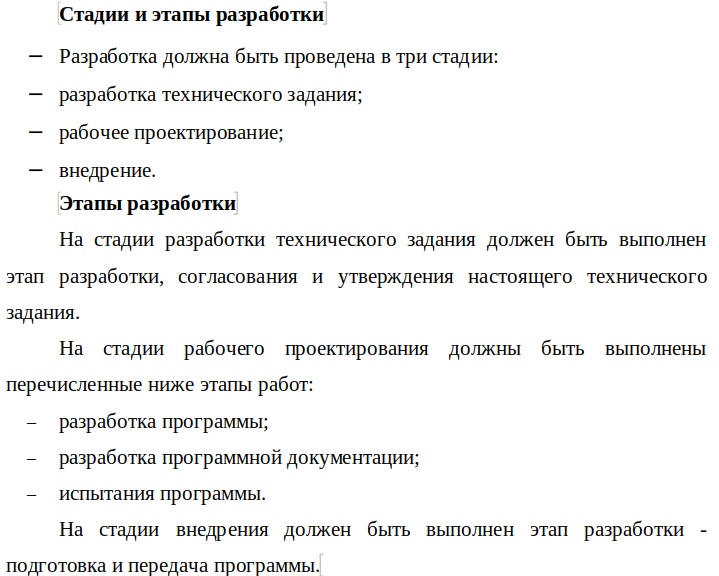 Стадии и этапы разработки
– Разработка должна быть проведена в три стадии:
– разработка технического задания;
– рабочее проектирование;
– внедрение.
Этапы разработки
На стадии разработки технического задания должен быть выполнен
этап разработки, согласования и утверждения настоящего технического
задания.
На стадии рабочего проектирования должны быть выполнены
перечисленные ниже этапы работ:
– разработка программы;
– разработка программной документации;
– испытания программы.
На стадии внедрения должен быть выполнен этап разработки -
подготовка и передача программы.